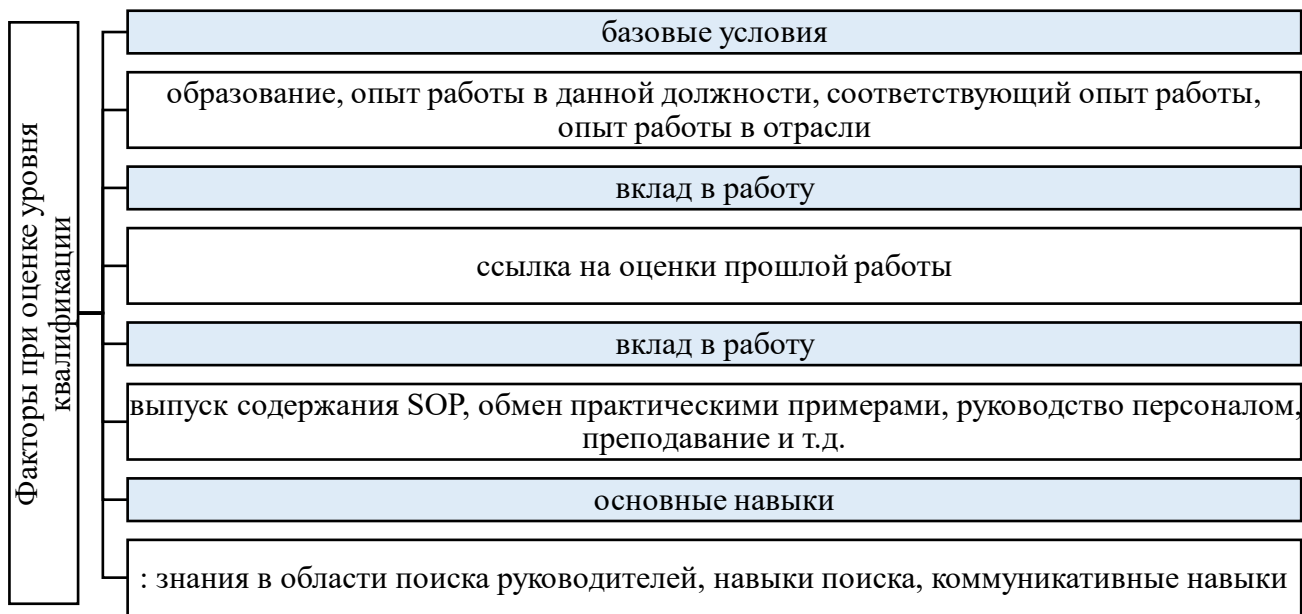 Факторы при оценке уровня
квалификации
базовые условия
образование, опыт работы в данной должности, соответствующий опыт работы,
опыт работы в отрасли
вклад в работу
ссылка на оценки прошлой работы
вклад в работу
выпуск содержания SOP, обмен практическими примерами, руководство персоналом,
преподавание и т.д.
основные навыки
: знания в области поиска руководителей, навыки поиска, коммуникативные навыки